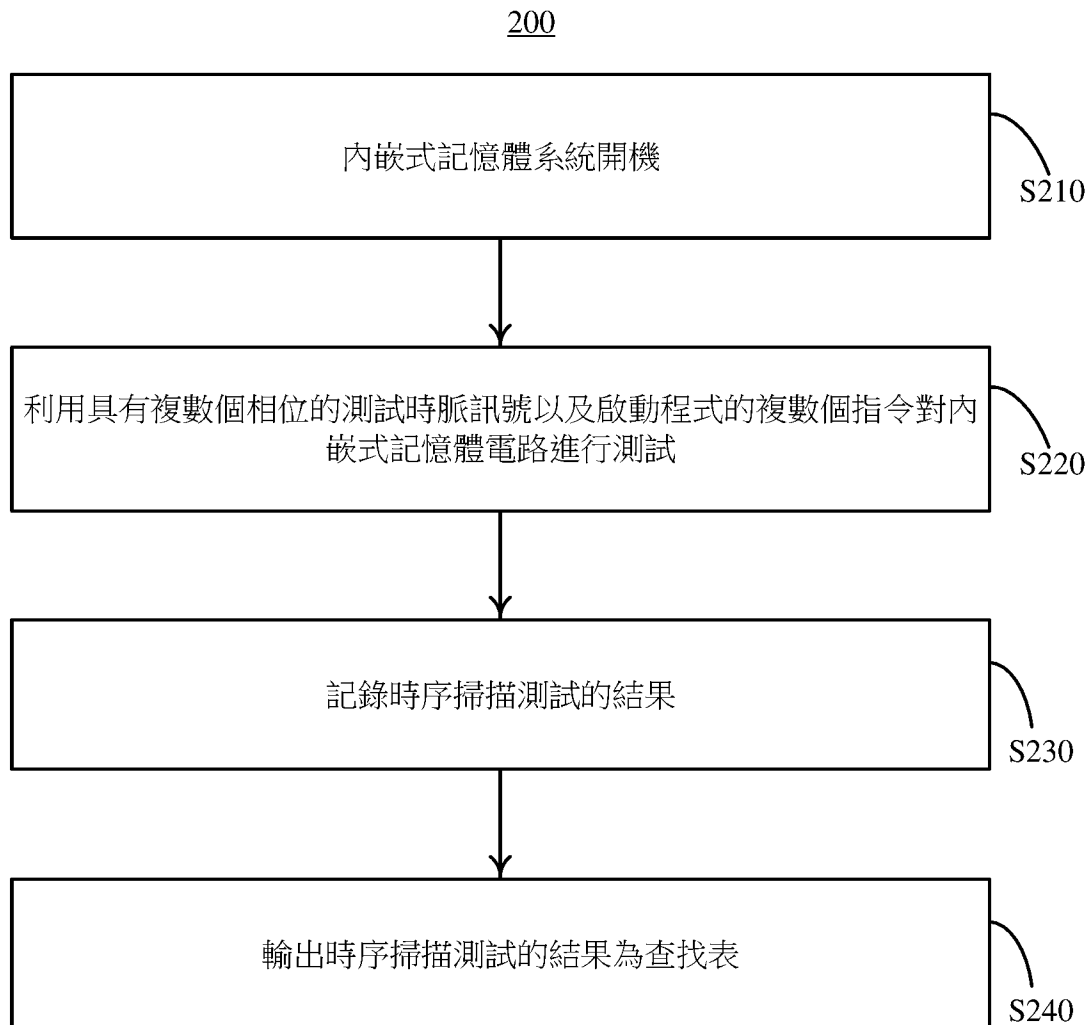 200
內嵌式記憶體系統開機
S210
利用具有複數個相位的測試時脈訊號以及啟動程式的複數個指令對內
嵌式記憶體電路進行測試
S220
記錄時序掃描測試的結果
S230
輸出時序掃描測試的結果為查找表
S240